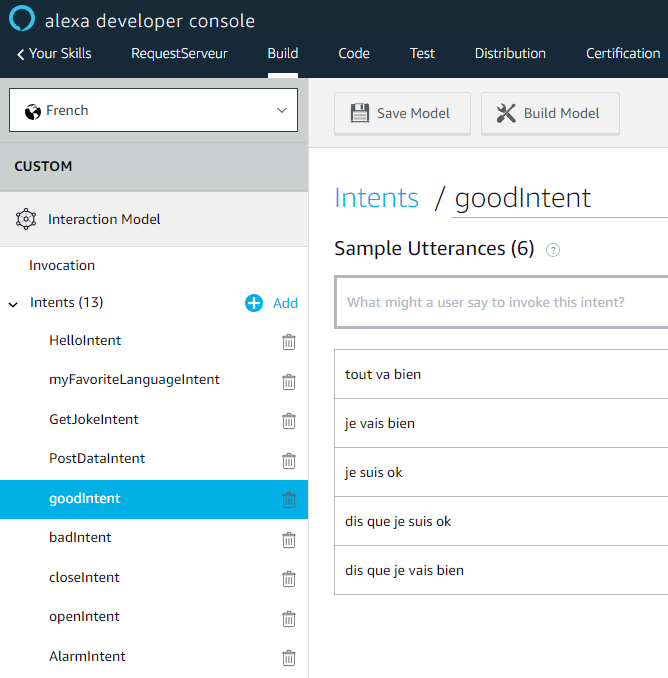 alexa developer console
Your Skills RequestServeur Build Code Test Distribution Certification
French
Save Model Build Model
CUSTOM
Interaction Model
Intents / goodIntent
Sample Utterances (6) ?
Invocation
Intents (13) Add
What might a user say to invoke this intent?
HelloIntent
myFavoriteLanguageIntent
GetJokeIntent
PostDataIntent
goodIntent
badIntent
closeIntent
openIntent
AlarmIntent
tout va bien
je vais bien
je suis ok
dis que je suis ok
dis que je vais bien